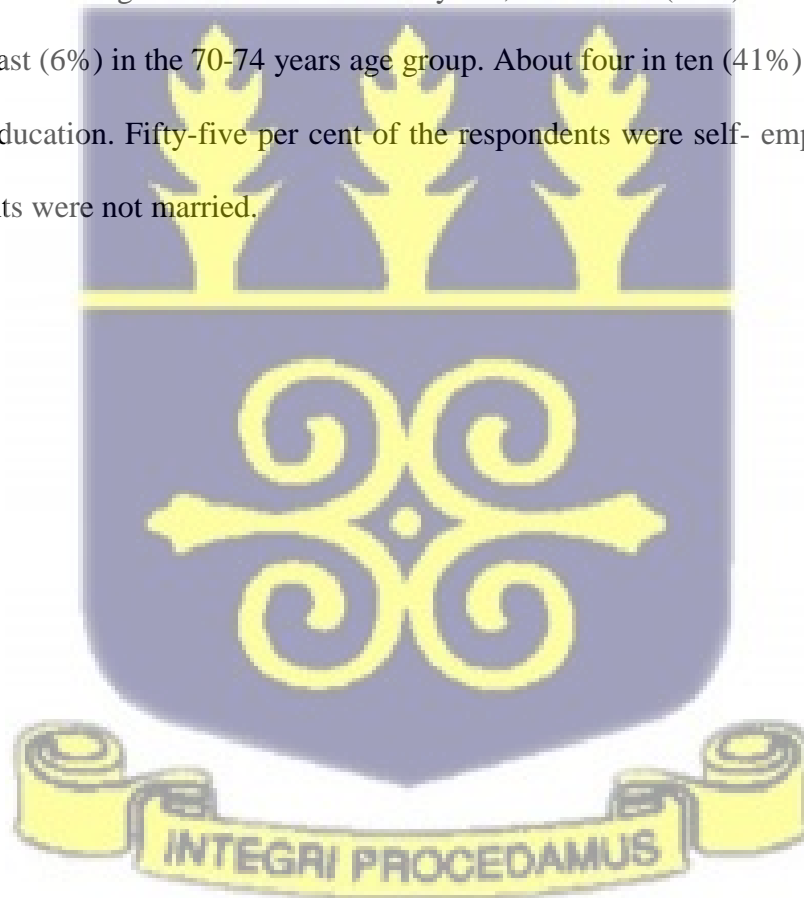 ast (6%) in the 70-74 years age group. About four in ten (41%)
ducation. Fifty-five per cent of the respondents were self- emp
ts were not married.
INTEGRI PROCEDAMUS